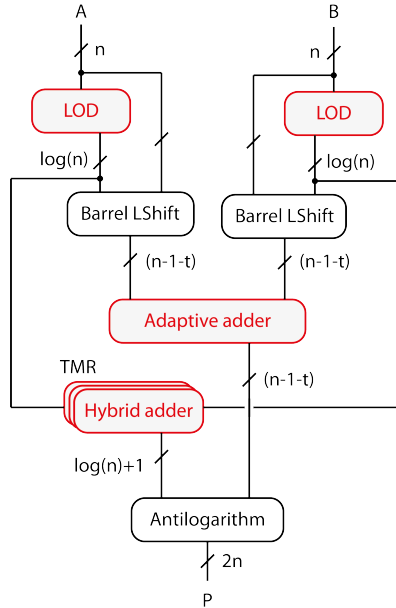 A
B
n
n
LOD
LOD
log(n)
log(n)
Barrel LShift
Barrel LShift
(n-1-t)
(n-1-t)
Adaptive adder
TMR
(n-1-t)
Hybrid adder
log(n)+1
Antilogarithm
2n
P